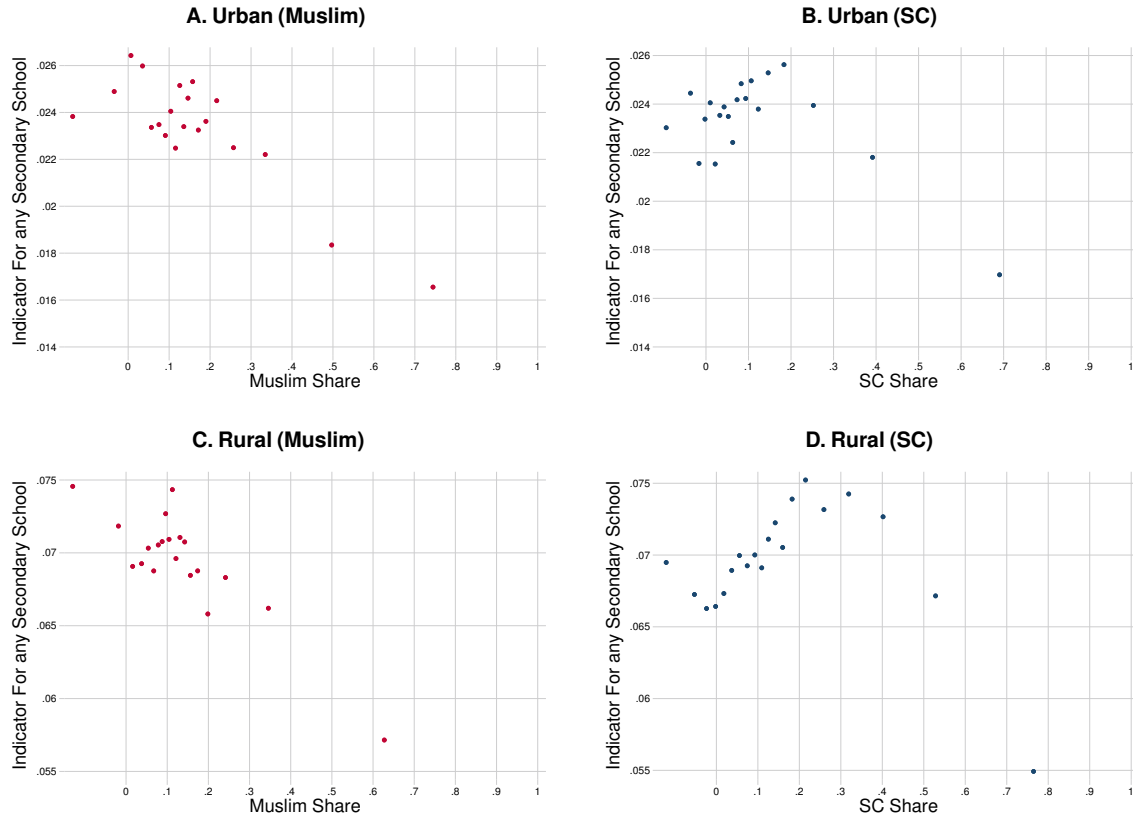 A. Urban (Muslim)
Indicator For any Secondary School
.026
.024
.022
.02
.018
.016
.014
0 .1 .2 .3 .4 .5 .6 .7 .8 .9 1
Muslim Share
B. Urban (SC)
Indicator For any Secondary School
.026
.024
.022
.02
.018
.016
.014
0 .1 .2 .3 .4 .5 .6 .7 .8 .9 1
SC Share
C. Rural (Muslim)
Indicator For any Secondary School
.075
.07
.065
.06
.055
0 .1 .2 .3 .4 .5 .6 .7 .8 .9 1
Muslim Share
D. Rural (SC)
Indicator For any Secondary School
.075
.07
.065
.06
.055
0 .1 .2 .3 .4 .5 .6 .7 .8 .9 1
SC Share